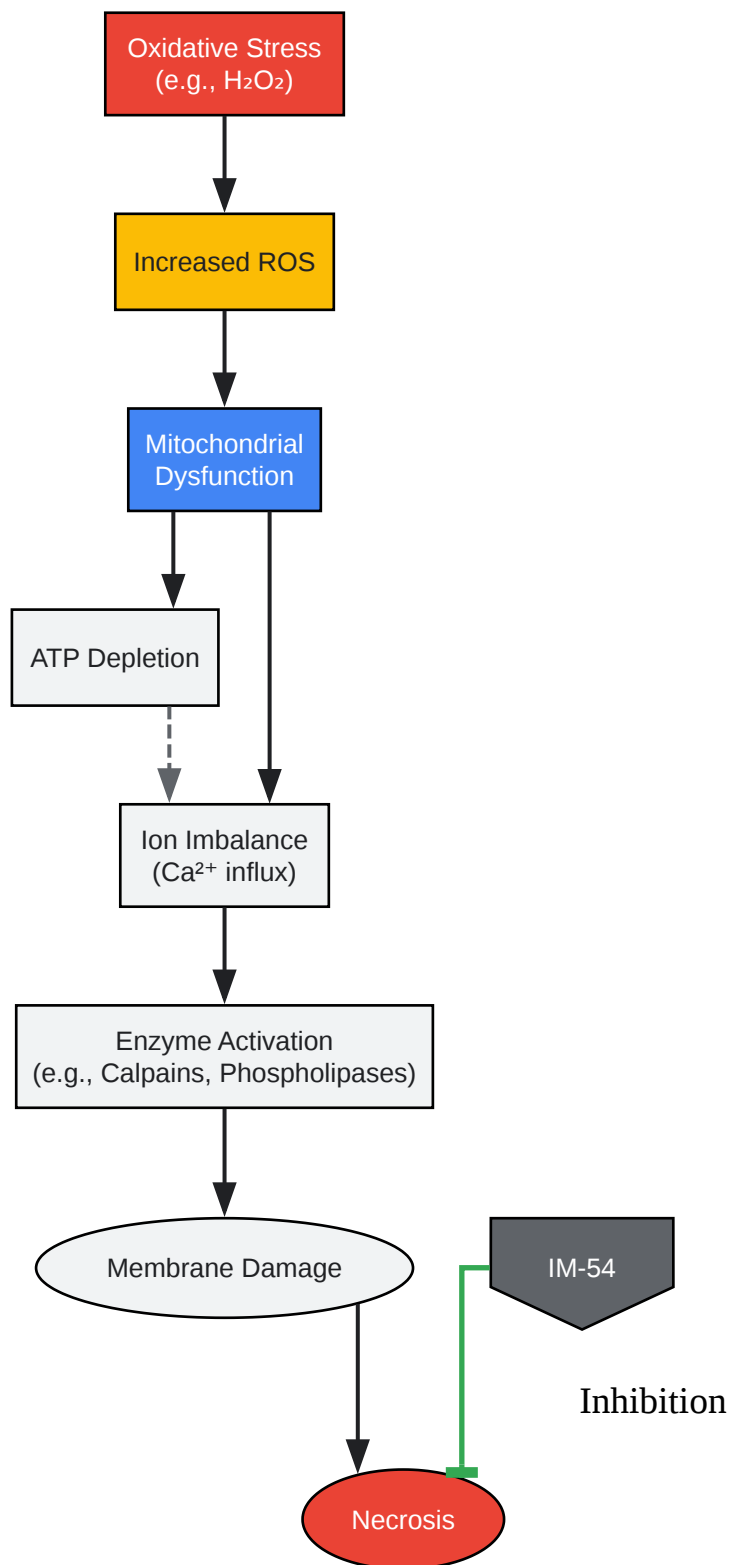 Oxidative Stress
(e.g., H₂O₂)
Increased ROS
Mitochondrial
Dysfunction
ATP Depletion
Ion Imbalance
(Ca²⁺ influx)
Enzyme Activation
(e.g., Calpains, Phospholipases)
Membrane Damage
IM-54
Inhibition
Necrosis